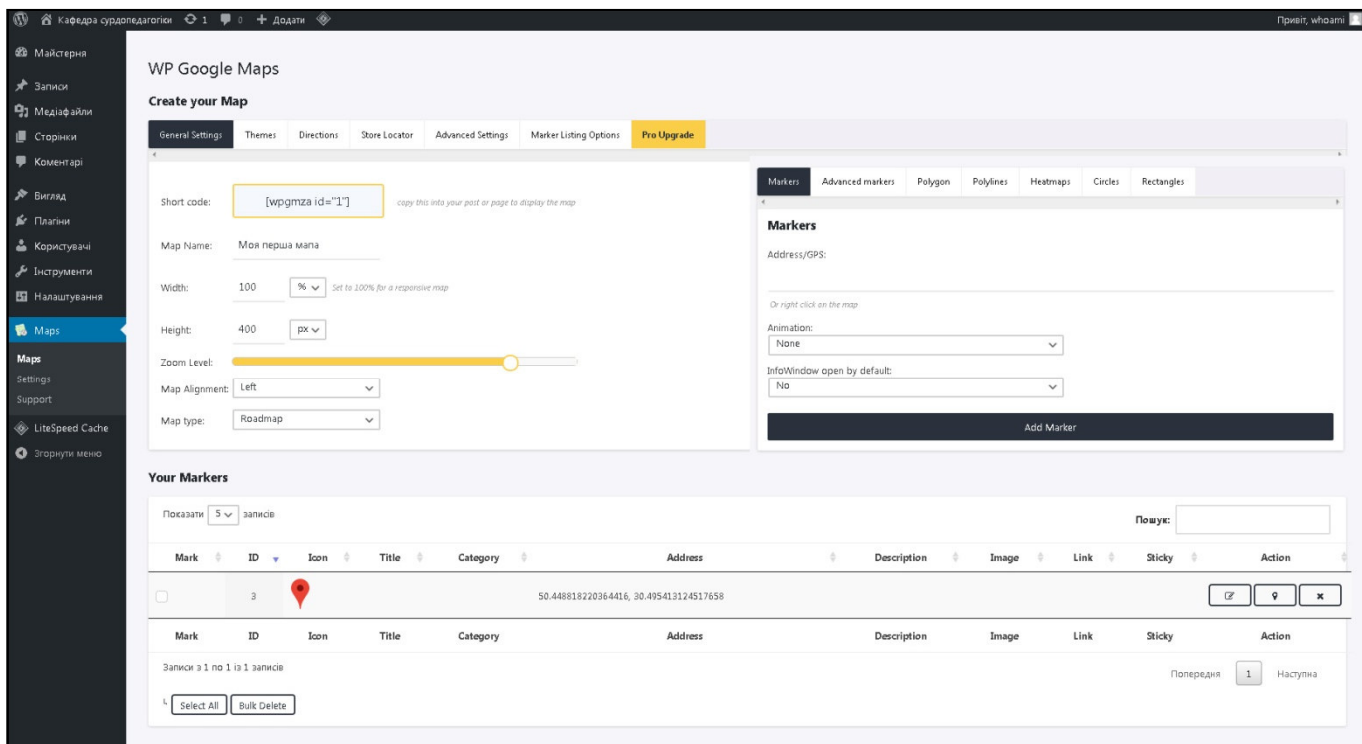 Кафедра сурдопедагогіки 1 0 + Додати
Привіт, whoami
Майстерня
Записи
Медіафайли
Сторінки
Коментарі
Вигляд
Плагіни
Користувачі
Інструменти
Налаштування
Maps
Maps
Settings
Support
LiteSpeed Cache
Згорнути меню
WP Google Maps
Create your Map
General Settings Themes Directions Store Locator Advanced Settings Marker Listing Options Pro Upgrade
Short code: [wpgmza id="1"] copy this into your post or page to display the map
Map Name: Моя перша мапа
Width: 100 % Set to 100% for a responsive map
Height: 400 px
Zoom Level:
Map Alignment: Left
Map type: Roadmap
Markers Advanced markers Polygon Polylines Heatmaps Circles Rectangles
Markers
Address/GPS:
Or right click on the map
Animation:
None
InfoWindow open by default:
No
Add Marker
Your Markers
Показати 5 записів
Пошук:
Mark ID Icon Title Category Address Description Image Link Sticky Action
3 50.448818220364416, 30.495413124517658
Mark ID Icon Title Category Address Description Image Link Sticky Action
Записи з 1 по 1 із 1 записів
Попередня 1 Наступна
Select All Bulk Delete